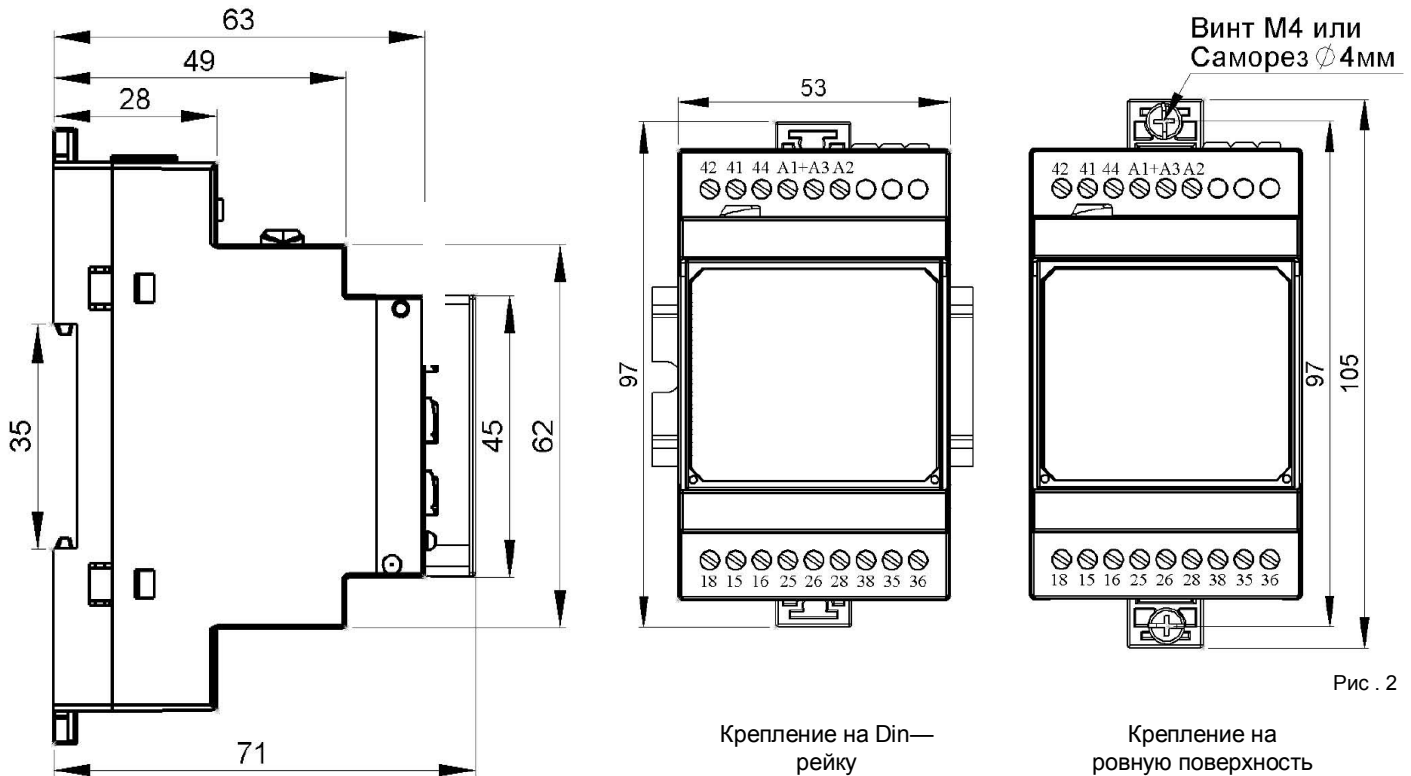 63
49
28
35
45
62
71
53
97
42 41 44 A1+A3 A2
18 15 16 25 26 28 38 35 36
Крепление на Din—
рейку
Винт М4 или
Саморез ∅4мм
42 41 44 A1+A3 A2
97
105
18 15 16 25 26 28 38 35 36
Рис . 2
Крепление на
ровную поверхность